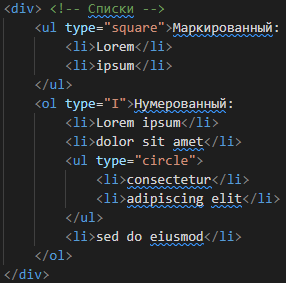 <div> <!-- Списки -->
<ul type="square">Маркированный:
<li>Lorem</li>
<li>ipsum</li>
</ul>
<ol type="I">Нумерованный:
<li>Lorem ipsum</li>
<li>dolor sit amet</li>
<ul type="circle">
<li>consectetur</li>
<li>adipiscing elit</li>
</ul>
<li>sed do eiusmod</li>
</ol>
</div>